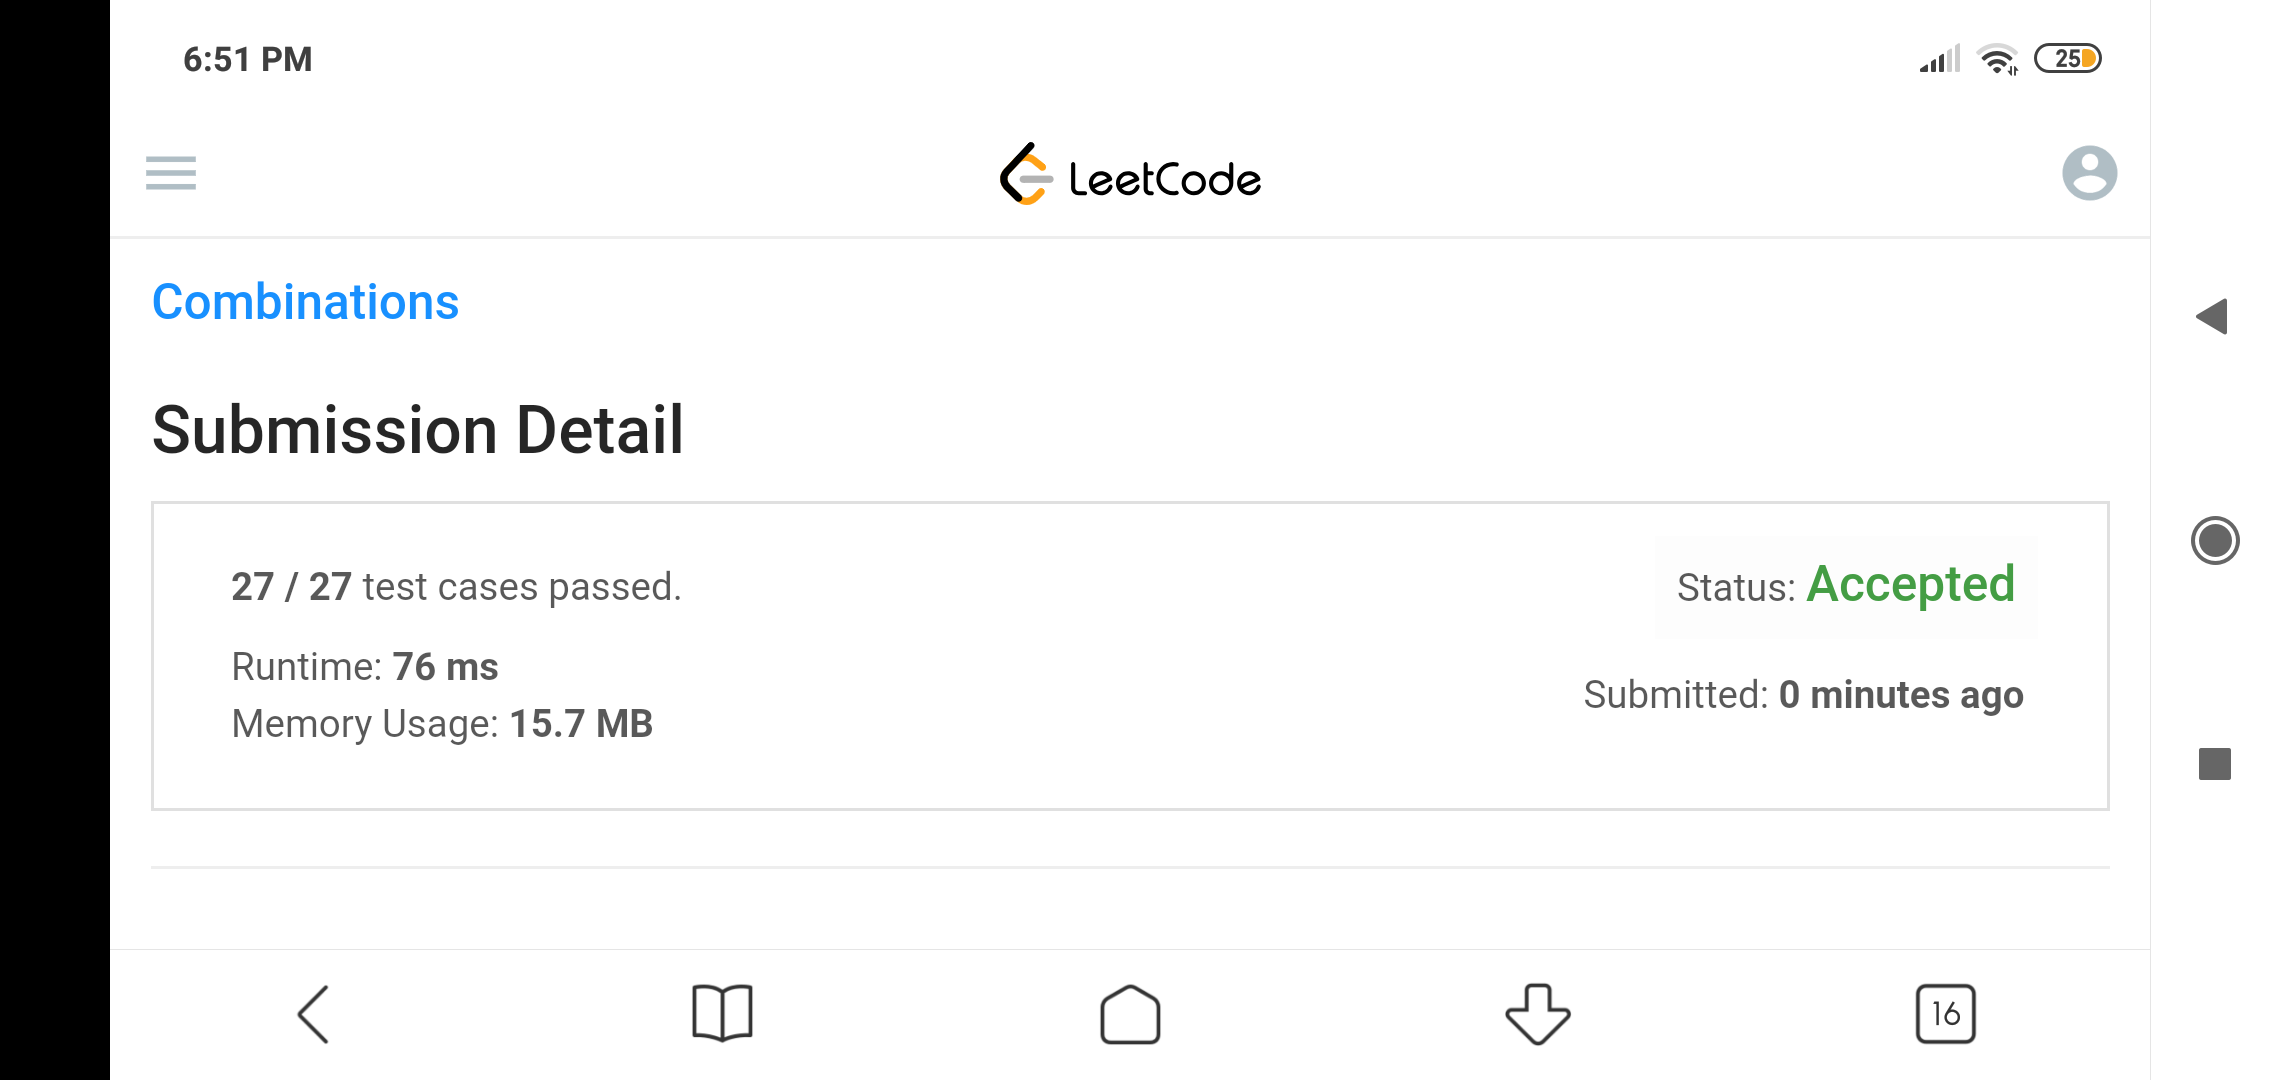 6:51 PM
25
LeetCode
Combinations
Submission Detail
27 / 27 test cases passed.
Status: Accepted
Runtime: 76 ms
Submitted: 0 minutes ago
Memory Usage: 15.7 MB
16